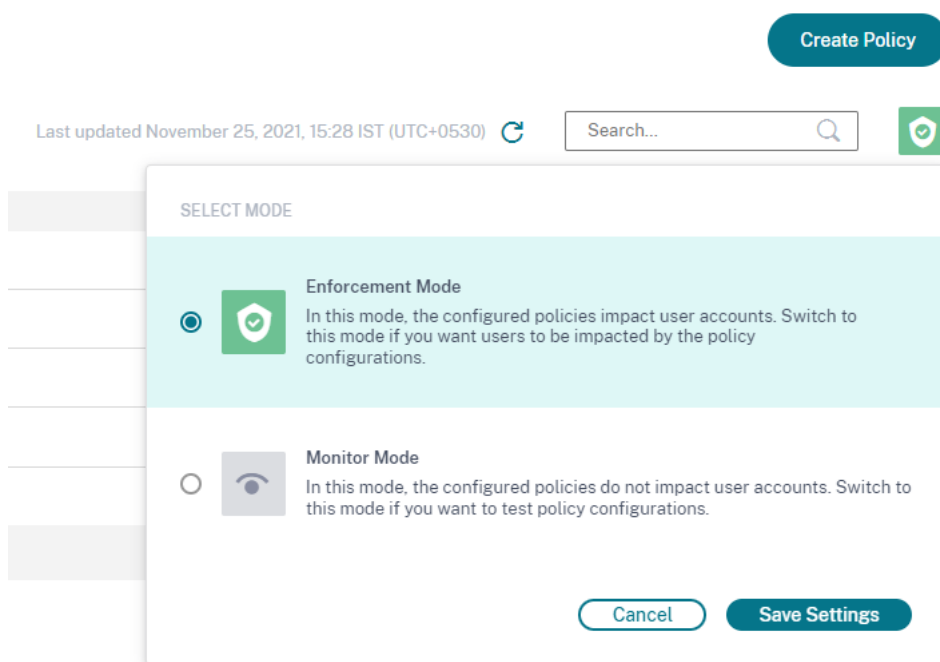 Create Policy
Last updated November 25, 2021, 15:28 IST (UTC+0530)
Search...
SELECT MODE
Enforcement Mode
In this mode, the configured policies impact user accounts. Switch to
this mode if you want users to be impacted by the policy
configurations.
Monitor Mode
In this mode, the configured policies do not impact user accounts. Switch to
this mode if you want to test policy configurations.
Cancel
Save Settings